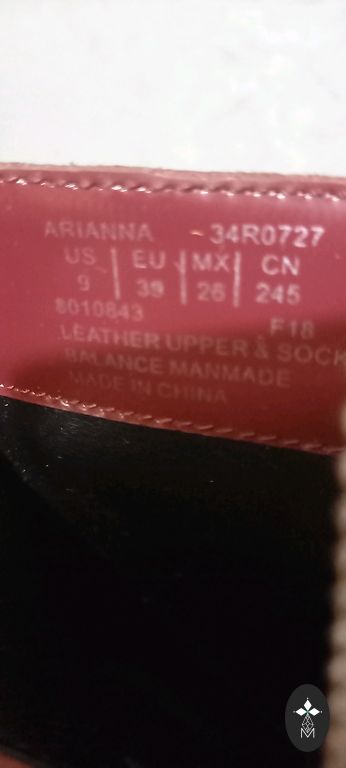 ARIANNA 34R0727
US EU MX CN
9 39 26 245
8010843 F18
LEATHER UPPER & SOCK
BALANCE MANMADE
MADE IN CHINA
M